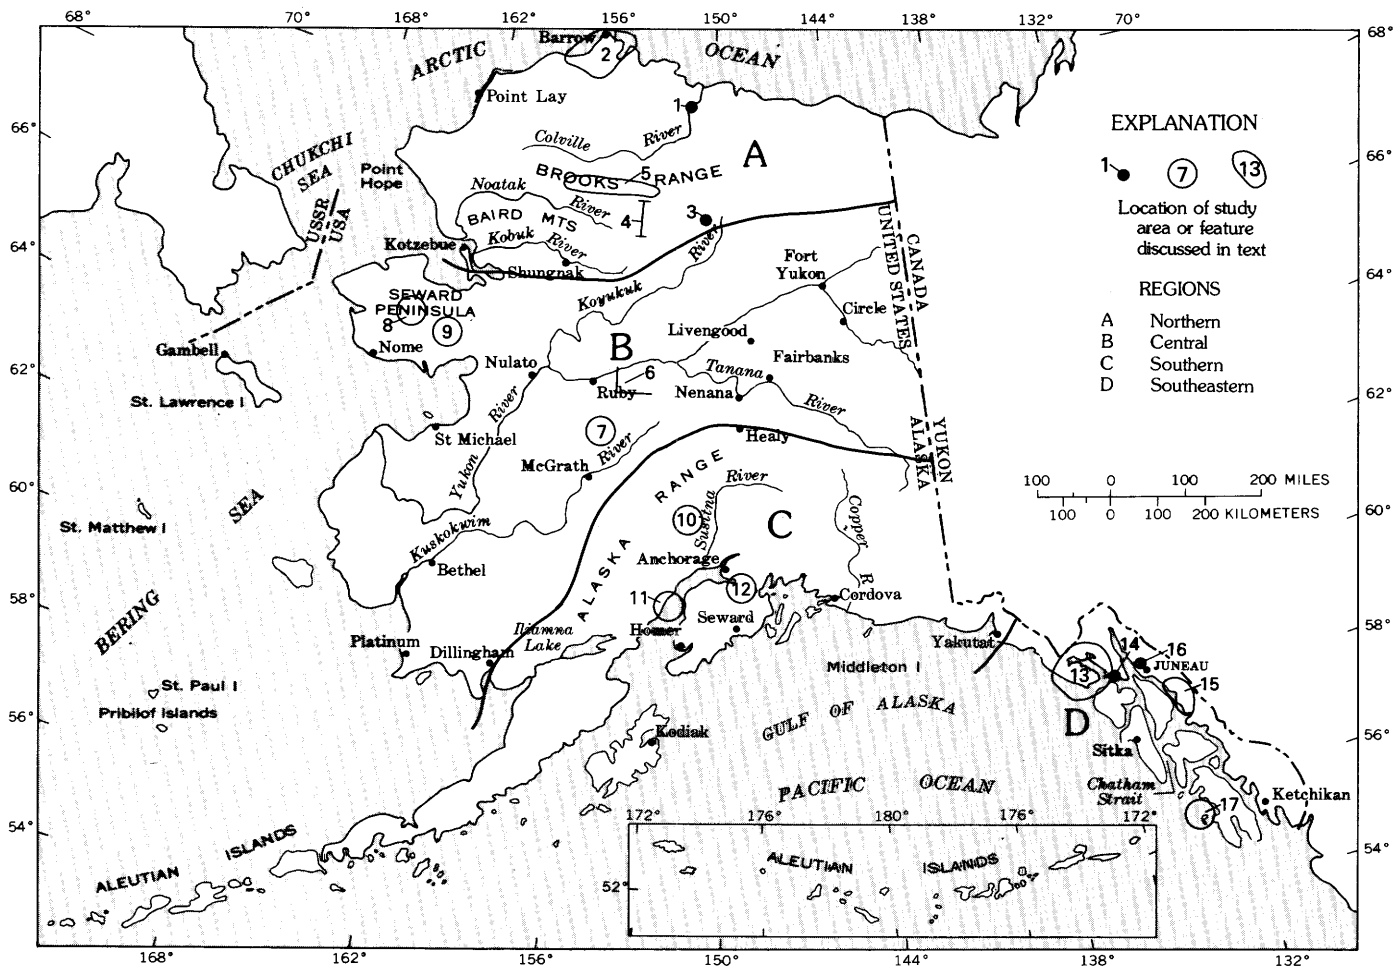 68° 70° 168° 162° 156° 150° 144° 138° 132° 70° 68°
Barrow
2
ARCTIC
OCEAN
Point Lay
1
66°
66°
Colville River
A
CHUKCHI
SEA
Point
Hope
BROOKS RANGE
5
Noatak River
4
3
BAIRD MTS
USSR
USA
64°
Kotzebue
Kobuk River
Shungnak
Koyukuk River
Fort
Yukon
UNITED STATES
CANADA
64°
SEWARD
PENINSULA
8
9
Circle
Livengood
Gambell
Nome
Nulato
B
Fairbanks
62°
6
Ruby
Tanana River
Nenana
62°
St. Lawrence I
St Michael
7
Healy
ALASKA
YUKON
Yukon River
McGrath
River
60°
SEA
St. Matthew I
Kuskokwim
ALASKA RANGE
10
Susitna
River
C
Copper
R
60°
Bethel
Anchorage
58°
11
12
Cordova
BERING
Homer
Seward
58°
Platinum
Iliamna
Lake
Dillingham
Yakutat
14
16
JUNEAU
Middleton I
13
15
St. Paul I
Pribilof Islands
56°
GULF OF ALASKA
D
Kodiak
Sitka
56°
PACIFIC OCEAN
Chatham
Strait
17
Ketchikan
54°
54°
172° 176° 180° 176° 172°
ALEUTIAN ISLANDS
ALEUTIAN ISLANDS
52°
168° 162° 156° 150° 144° 138° 132°
EXPLANATION
1 7 13
Location of study
area or feature
discussed in text
REGIONS
A Northern
B Central
C Southern
D Southeastern
100 0 100 200 MILES
100 0 100 200 KILOMETERS